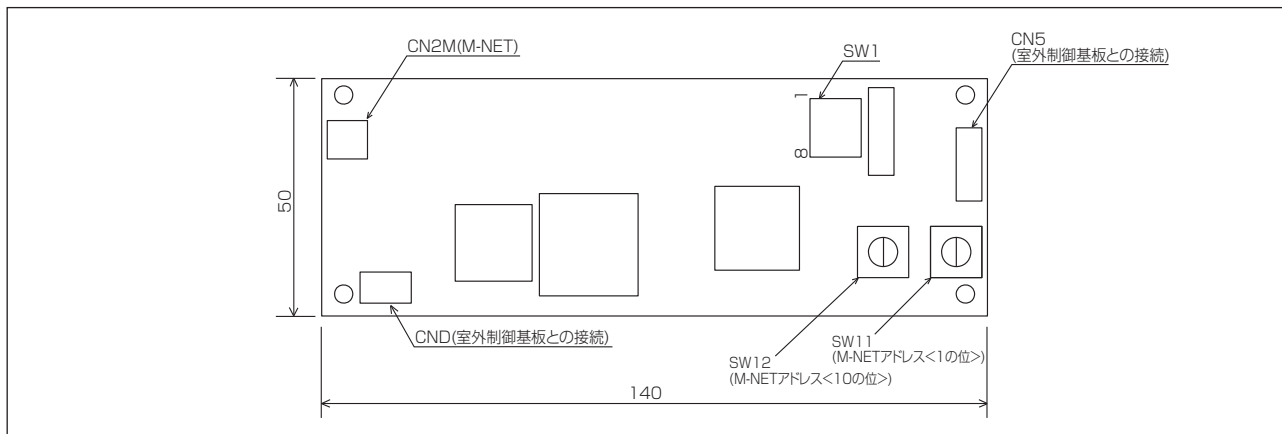 CN2M(M-NET)
SW1
CN5
(室外制御基板との接続)
1
8
50
CND(室外制御基板との接続)
SW12
(M-NETアドレス<10の位>)
SW11
(M-NETアドレス<1の位>)
140